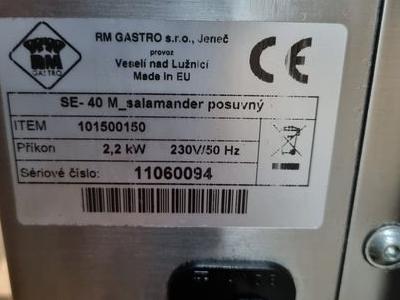 RM GASTRO s.r.o., Jeneč
provoz
Veselí nad Lužnicí
Made in EU
RM
GASTRO
CE
SE- 40 M_salamander posuvný
ITEM 101500150
Příkon 2,2 kW 230V/50 Hz
Sériové číslo: 11060094